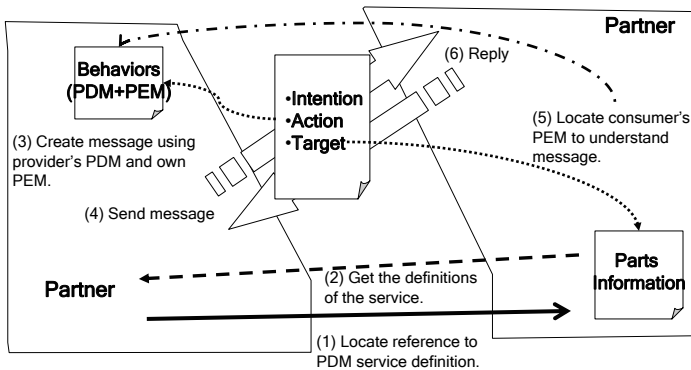 Partner
Behaviors
(PDM+PEM)
(6) Reply
•Intention
•Action
•Target
(5) Locate consumer's
PEM to understand
message.
(3) Create message using
provider's PDM and own
PEM.
(4) Send message
Parts
Information
(2) Get the definitions
of the service.
Partner
(1) Locate reference to
PDM service definition.